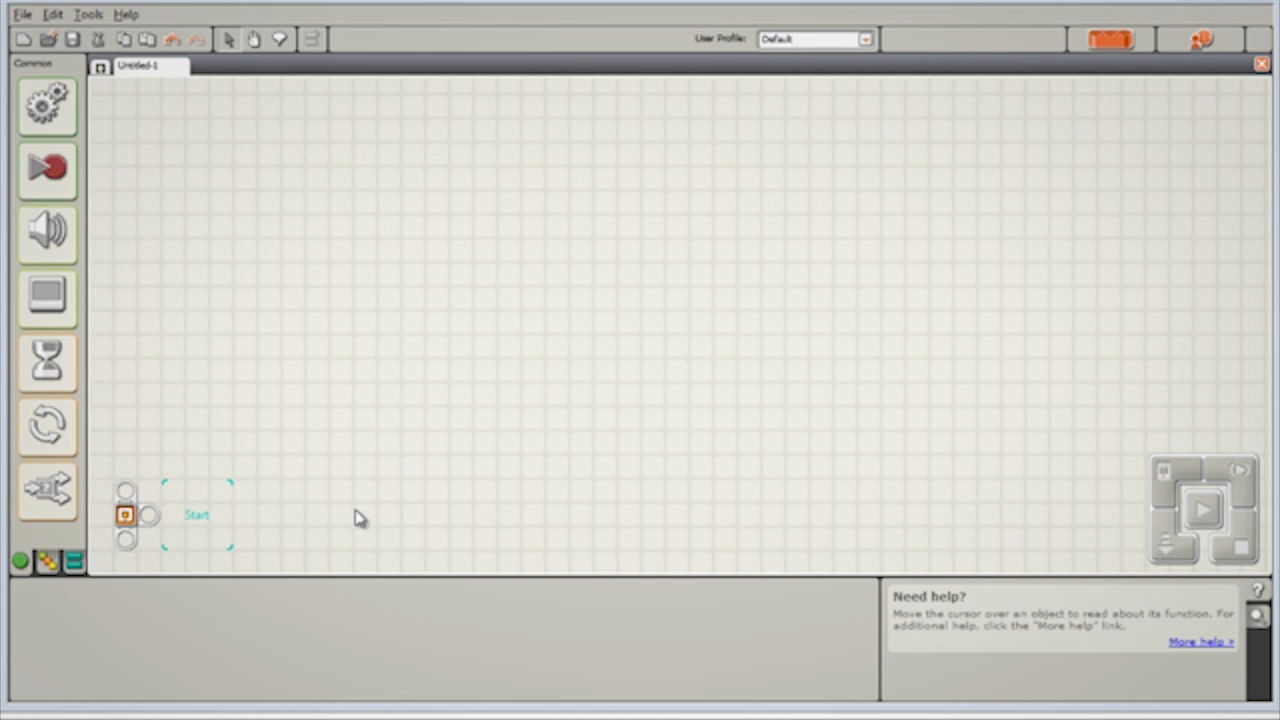 File Edit Tools Help
User Profile: Default
Common
Untitled-1
Start
Need help?
Move the cursor over an object to read about its function. For
additional help, click the "More help" link.
More help »
?